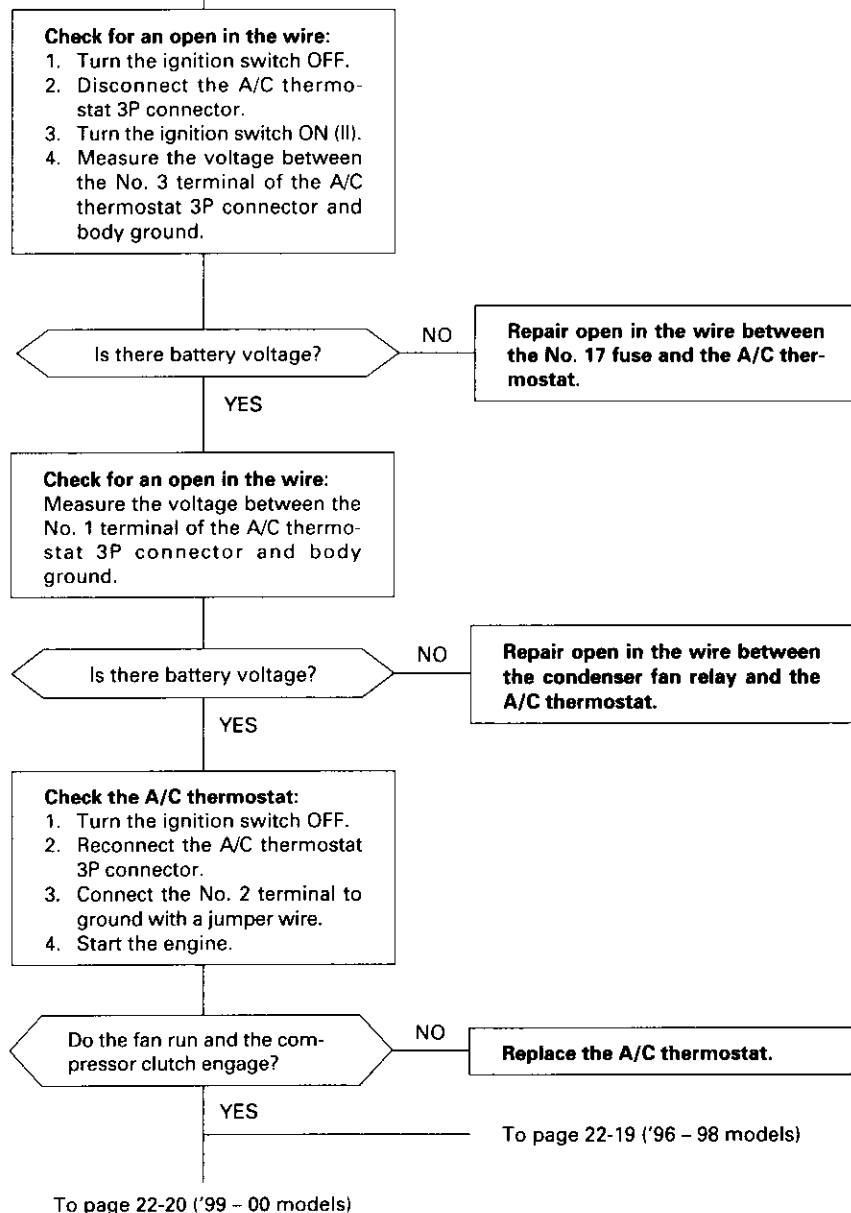 Check for an open in the wire:
1. Turn the ignition switch OFF.
2. Disconnect the A/C thermo-
stat 3P connector.
3. Turn the ignition switch ON (II).
4. Measure the voltage between
the No. 3 terminal of the A/C
thermostat 3P connector and
body ground.
Is there battery voltage?
NO
Repair open in the wire between
the No. 17 fuse and the A/C ther-
mostat.
YES
Check for an open in the wire:
Measure the voltage between the
No. 1 terminal of the A/C thermo-
stat 3P connector and body
ground.
Is there battery voltage?
NO
Repair open in the wire between
the condenser fan relay and the
A/C thermostat.
YES
Check the A/C thermostat:
1. Turn the ignition switch OFF.
2. Reconnect the A/C thermostat
3P connector.
3. Connect the No. 2 terminal to
ground with a jumper wire.
4. Start the engine.
Do the fan run and the com-
pressor clutch engage?
NO
Replace the A/C thermostat.
YES
To page 22-19 ('96 – 98 models)
To page 22-20 ('99 – 00 models)